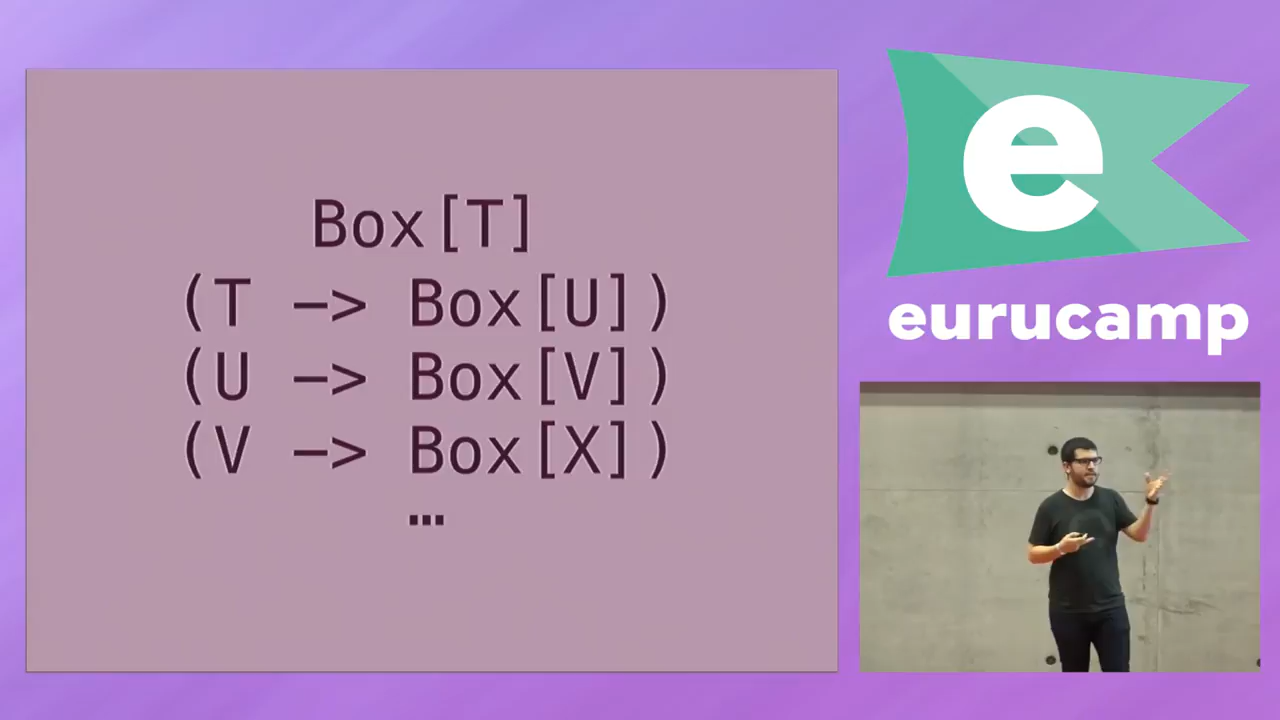 Box[T]
(T —> Box[U])
(U —> Box[V])
(V —> Box[X])
…
e
eurucamp